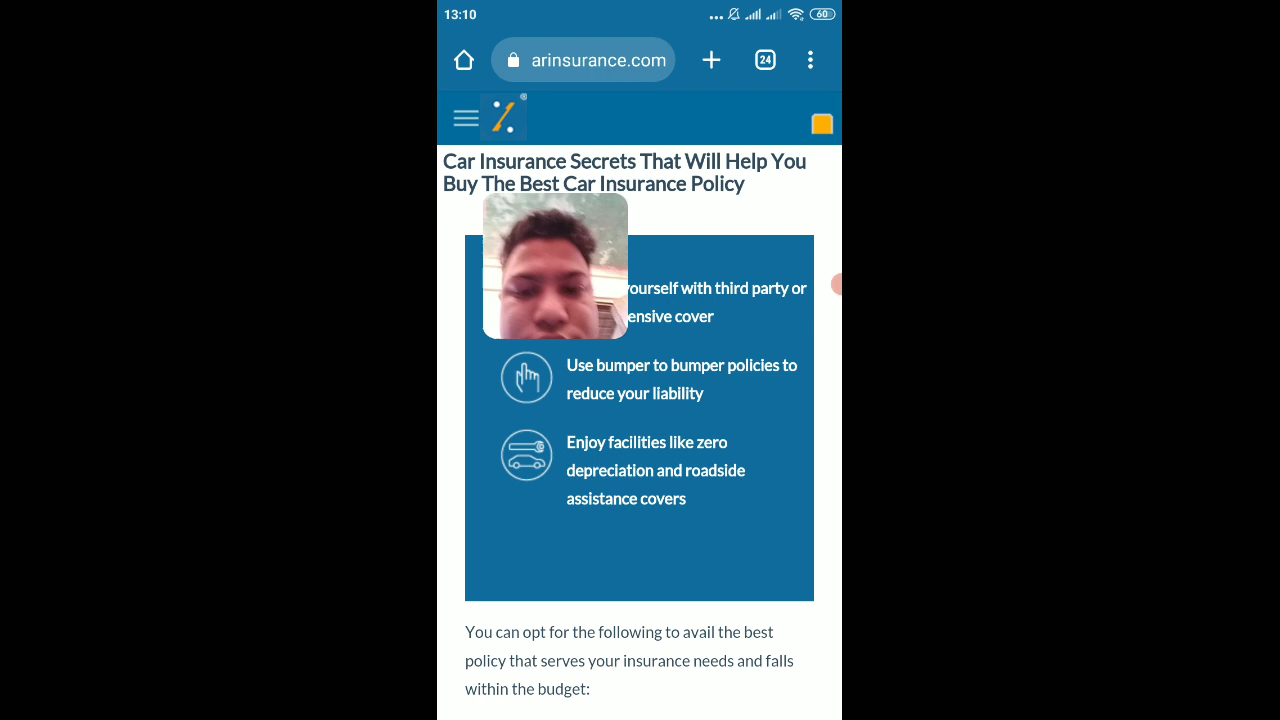 13:10
60
arinsurance.com
24
Car Insurance Secrets That Will Help You
Buy The Best Car Insurance Policy
yourself with third party or
ensive cover
Use bumper to bumper policies to
reduce your liability
Enjoy facilities like zero
depreciation and roadside
assistance covers
You can opt for the following to avail the best
policy that serves your insurance needs and falls
within the budget: